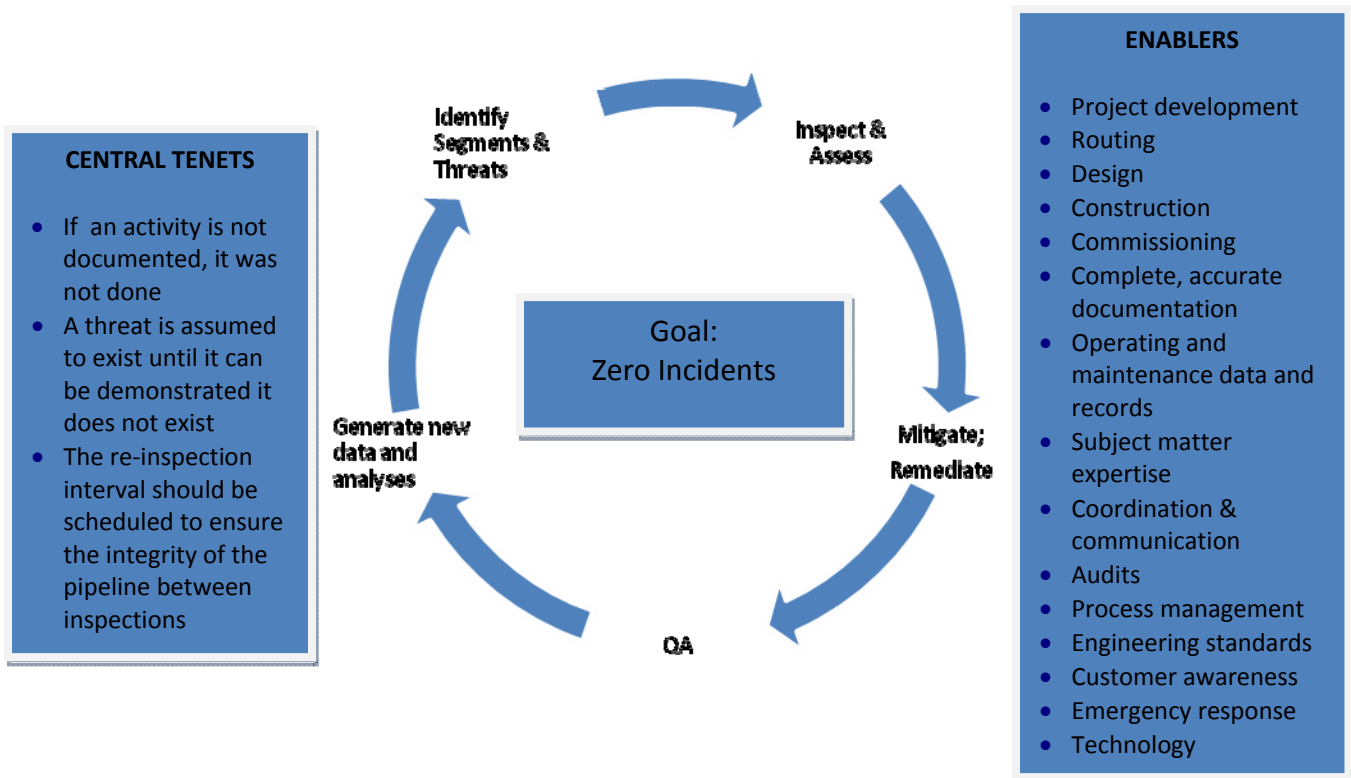 CENTRAL TENETS
• If an activity is not
documented, it was
not done
• A threat is assumed
to exist until it can
be demonstrated it
does not exist
• The re-inspection
interval should be
scheduled to ensure
the integrity of the
pipeline between
inspections
Identify
Segments &
Threats
Inspect &
Assess
Mitigate;
Remediate
QA
Generate new
data and
analyses
Goal:
Zero Incidents
ENABLERS
• Project development
• Routing
• Design
• Construction
• Commissioning
• Complete, accurate
documentation
• Operating and
maintenance data and
records
• Subject matter
expertise
• Coordination &
communication
• Audits
• Process management
• Engineering standards
• Customer awareness
• Emergency response
• Technology